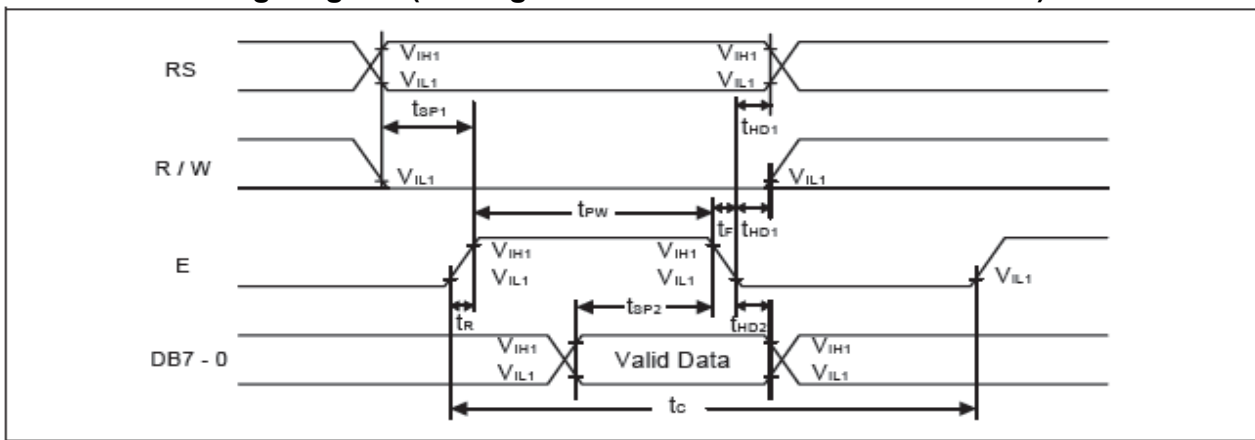 RS
VIH1
VIL1
VIH1
VIL1
tSP1
tHD1
R / W
VIL1
VIL1
tPW
tF
tHD1
E
VIH1
VIL1
VIH1
VIL1
VIL1
tR
tSP2
tHD2
DB7 - 0
VIH1
VIL1
Valid Data
VIH1
VIL1
tC